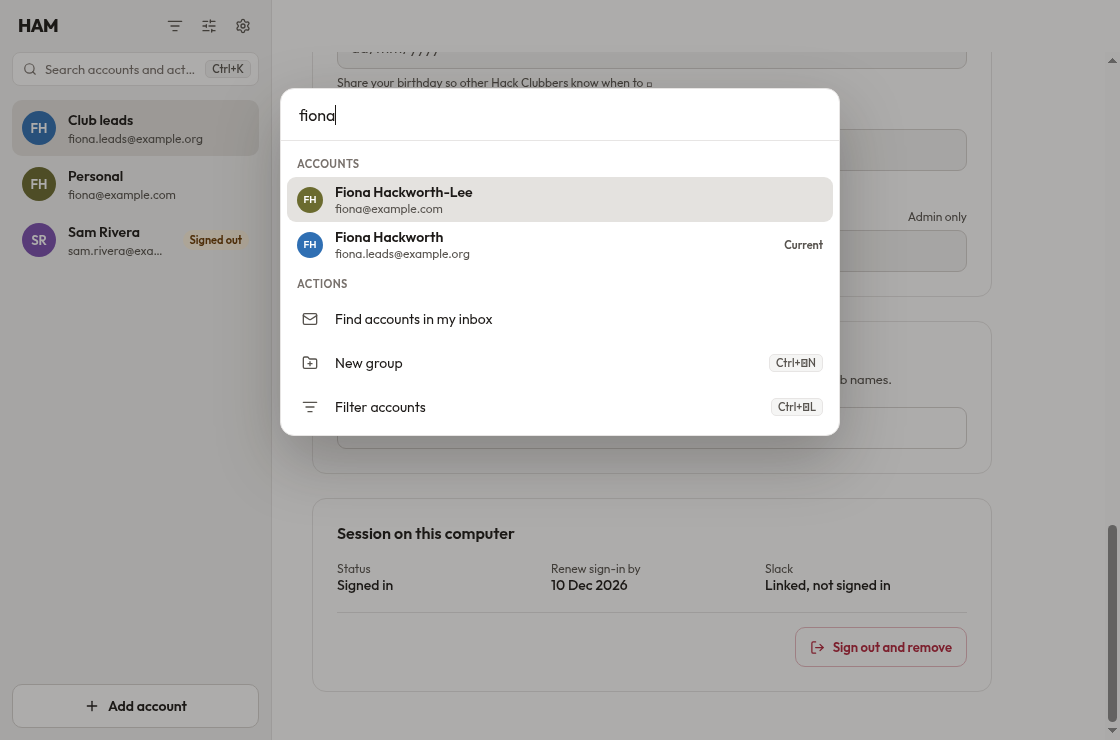 HAM
Search accounts and act...
Ctrl+K
FH
Club leads
fiona.leads@example.org
FH
Personal
fiona@example.com
SR
Sam Rivera
sam.rivera@exa...
Signed out
Add account
Share your birthday so other Hack Clubbers know when to
fiona
ACCOUNTS
FH
Fiona Hackworth-Lee
fiona@example.com
FH
Fiona Hackworth
fiona.leads@example.org
Current
ACTIONS
Find accounts in my inbox
New group
Ctrl+N
Filter accounts
Ctrl+L
Admin only
b names.
Session on this computer
Status
Signed in
Renew sign-in by
10 Dec 2026
Slack
Linked, not signed in
Sign out and remove